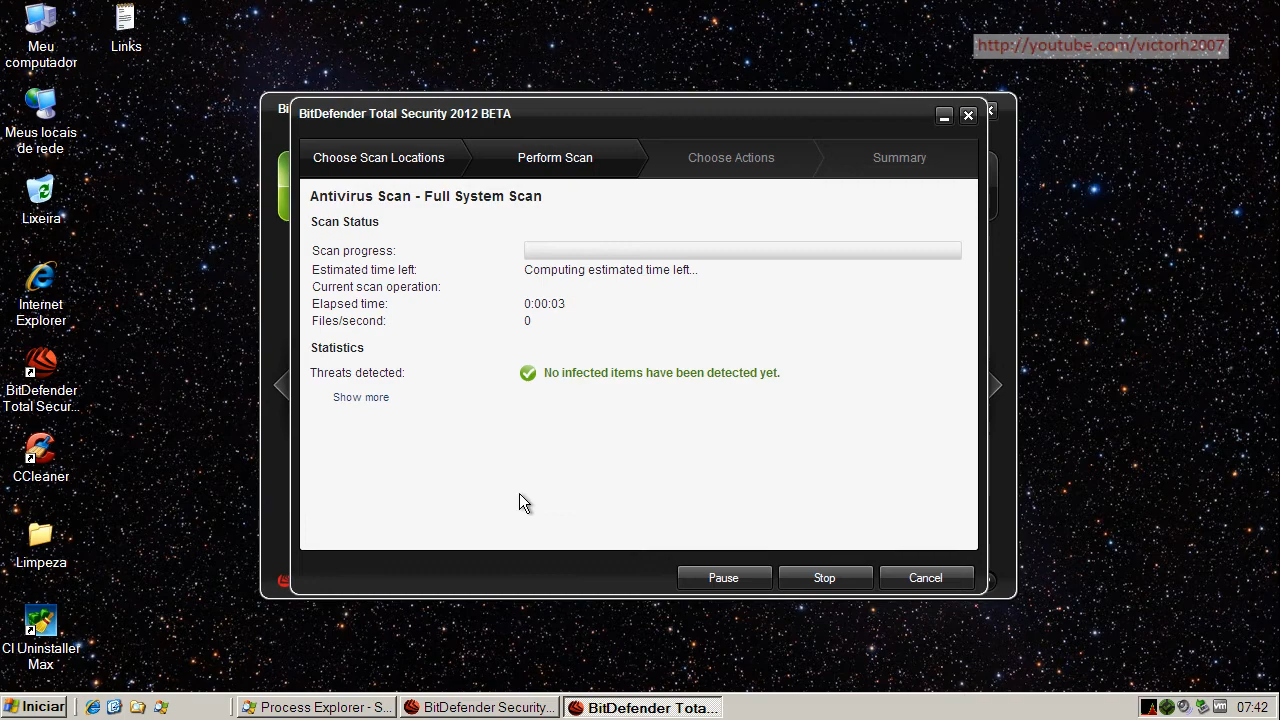 Meu
computador
Links
http://youtube.com/victorh2007
Meus locais
de rede
Lixeira
Internet
Explorer
BitDefender
Total Secur...
CCleaner
Limpeza
CI Uninstaller
Max
Bi
BitDefender Total Security 2012 BETA
Choose Scan Locations
Perform Scan
Choose Actions
Summary
Antivirus Scan - Full System Scan
Scan Status
Scan progress:
Estimated time left: Computing estimated time left...
Current scan operation:
Elapsed time: 0:00:03
Files/second: 0
Statistics
Threats detected: No infected items have been detected yet.
Show more
Pause
Stop
Cancel
Iniciar
Process Explorer - S...
BitDefender Security...
BitDefender Tota...
07:42